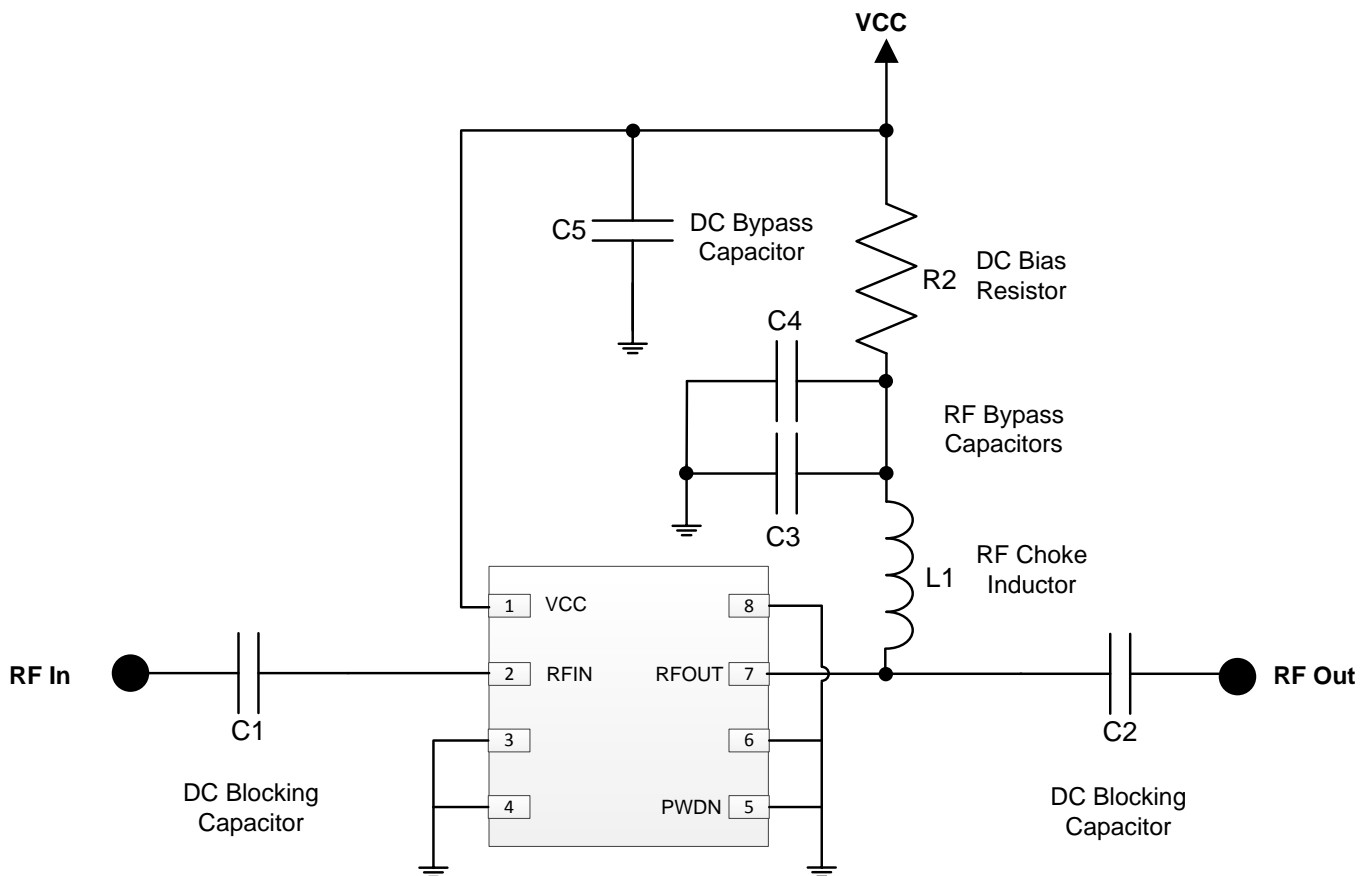 VCC
C5
DC Bypass
Capacitor
R2
DC Bias
Resistor
C4
RF Bypass
Capacitors
C3
L1
RF Choke
Inductor
1 VCC 8
RF In
2 RFIN RFOUT 7
RF Out
C1
C2
3 6
DC Blocking
Capacitor
4 PWDN 5
DC Blocking
Capacitor